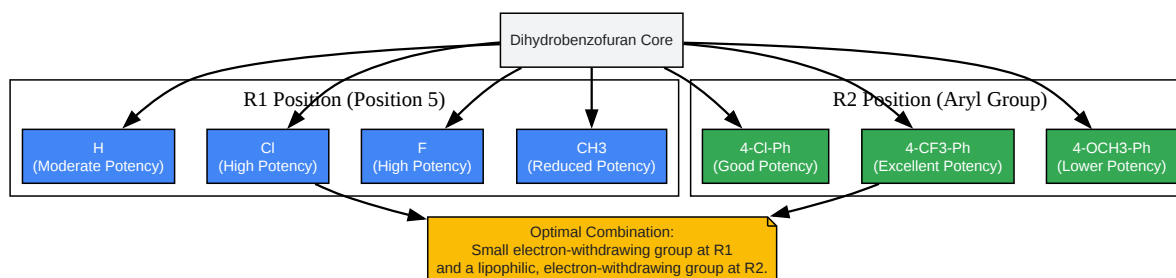 Dihydrobenzofuran Core
R1 Position (Position 5)
R2 Position (Aryl Group)
H
(Moderate Potency)
Cl
(High Potency)
F
(High Potency)
CH3
(Reduced Potency)
4-Cl-Ph
(Good Potency)
4-CF3-Ph
(Excellent Potency)
4-OCH3-Ph
(Lower Potency)
Optimal Combination:
Small electron-withdrawing group at R1
and a lipophilic, electron-withdrawing group at R2.